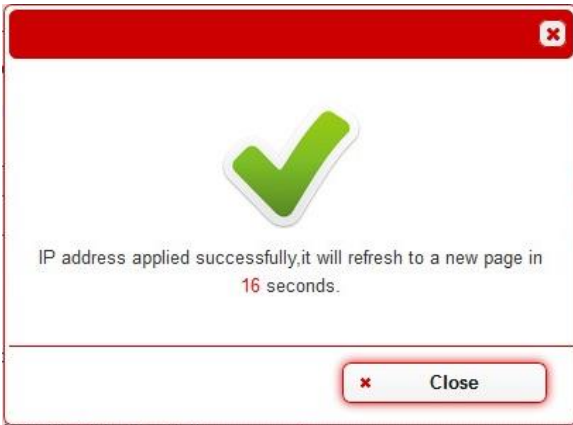 IP address applied successfully,it will refresh to a new page in
16 seconds.
Close